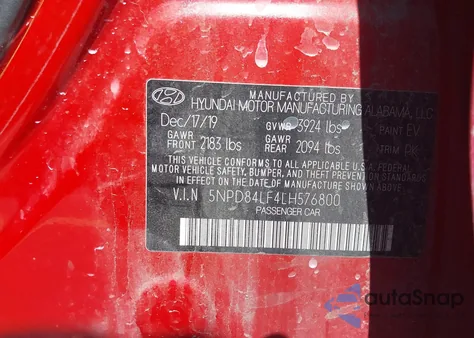 MANUFACTURED BY
HYUNDAI MOTOR MANUFACTURING ALABAMA, LLC
Dec/17/19 GVWR 3924 lbs PAINT
GAWR FRONT 2183 lbs GAWR REAR 2094 lbs TRIM
THIS VEHICLE CONFORMS TO ALL APPLICABLE U.S.A. FEDERAL
MOTOR VEHICLE SAFETY, BUMPER, AND THEFT PREVENTION
STANDARDS IN EFFECT ON THE DATE OF MANUFACTURE SHOWN ABOVE.
V.I.N 5NPD84LF4LH576800
PASSENGER CAR
autoSnap